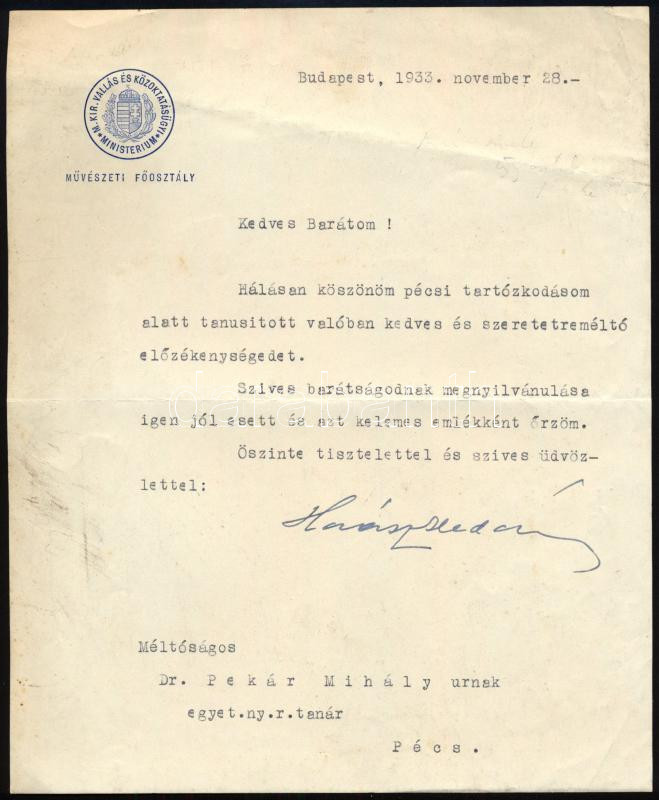 Budapest, 1933. november 28.-
M. KIR. VALLÁS ÉS KÖZOKTATÁSÜGYI
* MINISTERIUM *
MŰVÉSZETI FŐOSZTÁLY
Kedves Barátom !
Hálásan köszönöm pécsi tartózkodásom
alatt tanusitott valóban kedves és szeretetreméltó
előzékenységedet.
Szives barátságodnak megnyilvánulása
igen jól esett és azt kelemes emlékként őrzöm.
Őszinte tisztelettel és szives üdvöz-
lettel:
Méltóságos
Dr. Pekár Mihály urnak
egyet.ny.r.tanár
Pécs.